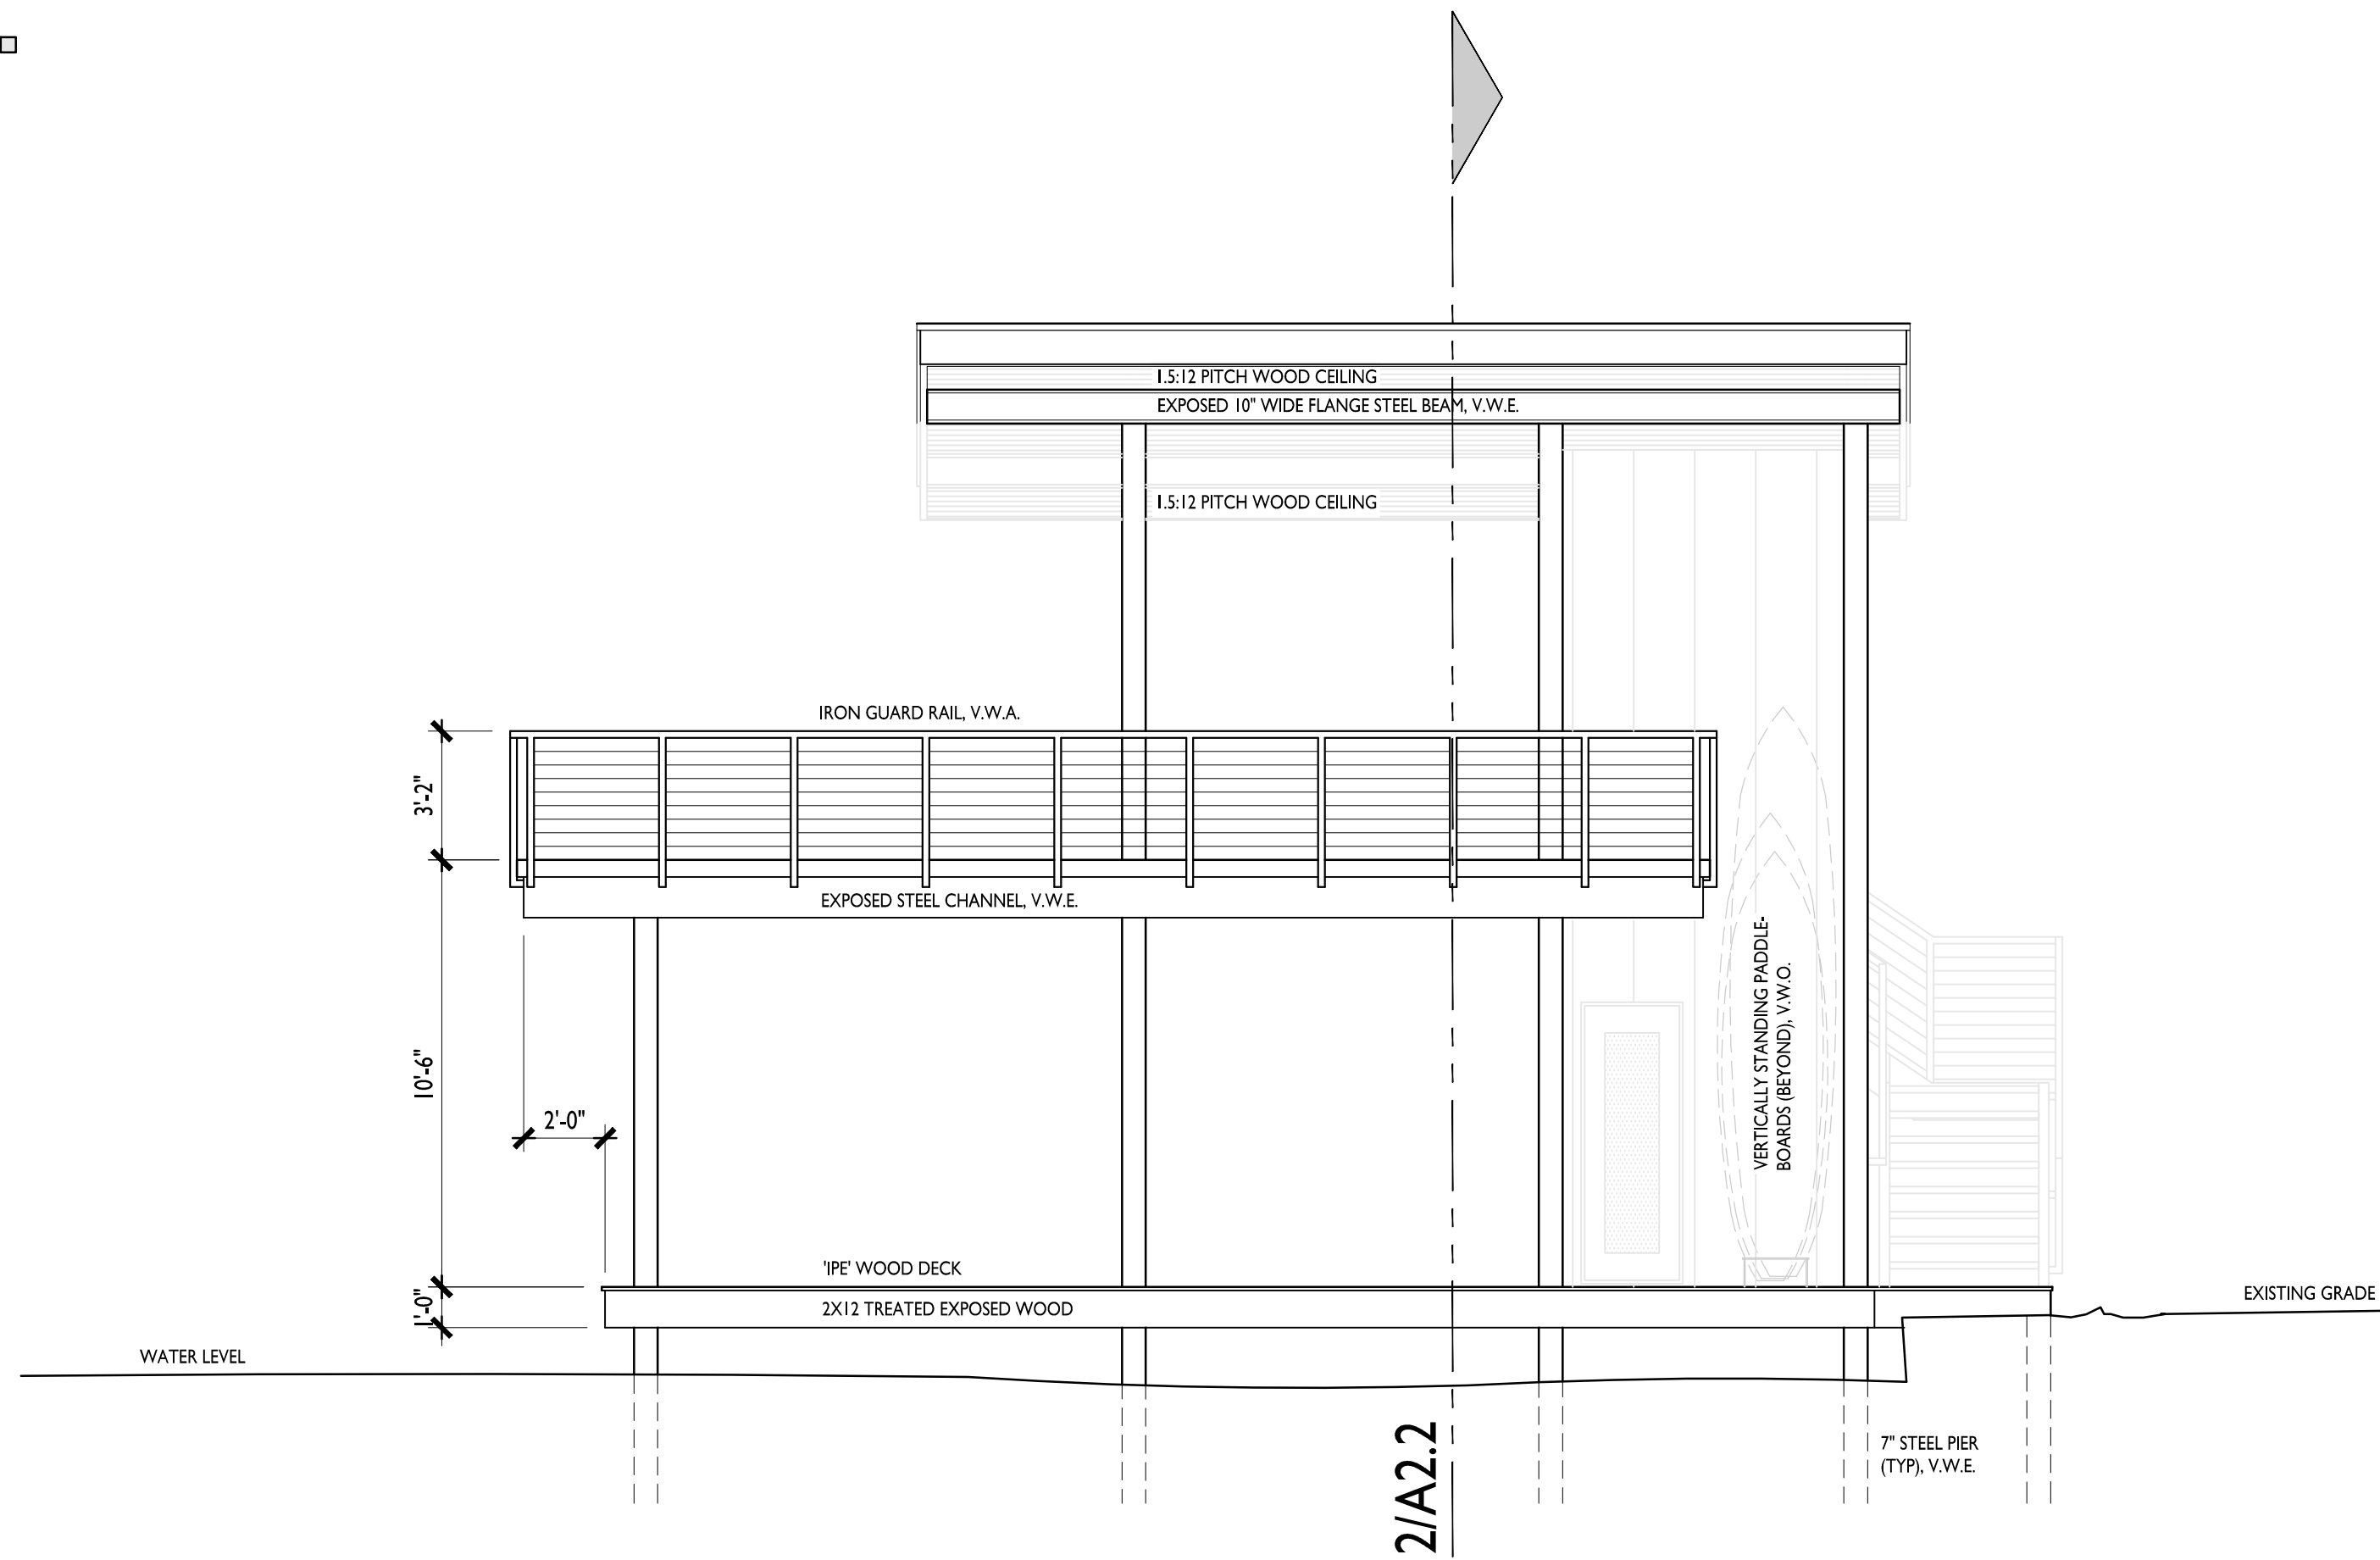 1.5:12 PITCH WOOD CEILING
EXPOSED 10" WIDE FLANGE STEEL BEAM, V.W.E.
1.5:12 PITCH WOOD CEILING
IRON GUARD RAIL, V.W.A.
3'-2"
EXPOSED STEEL CHANNEL, V.W.E.
10'-6"
2'-0"
VERTICALLY STANDING PADDLE-
BOARDS (BEYOND), V.W.O.
'IPE' WOOD DECK
1'-0"
2X12 TREATED EXPOSED WOOD
EXISTING GRADE
WATER LEVEL
7" STEEL PIER
(TYP), V.W.E.
2/A2.2